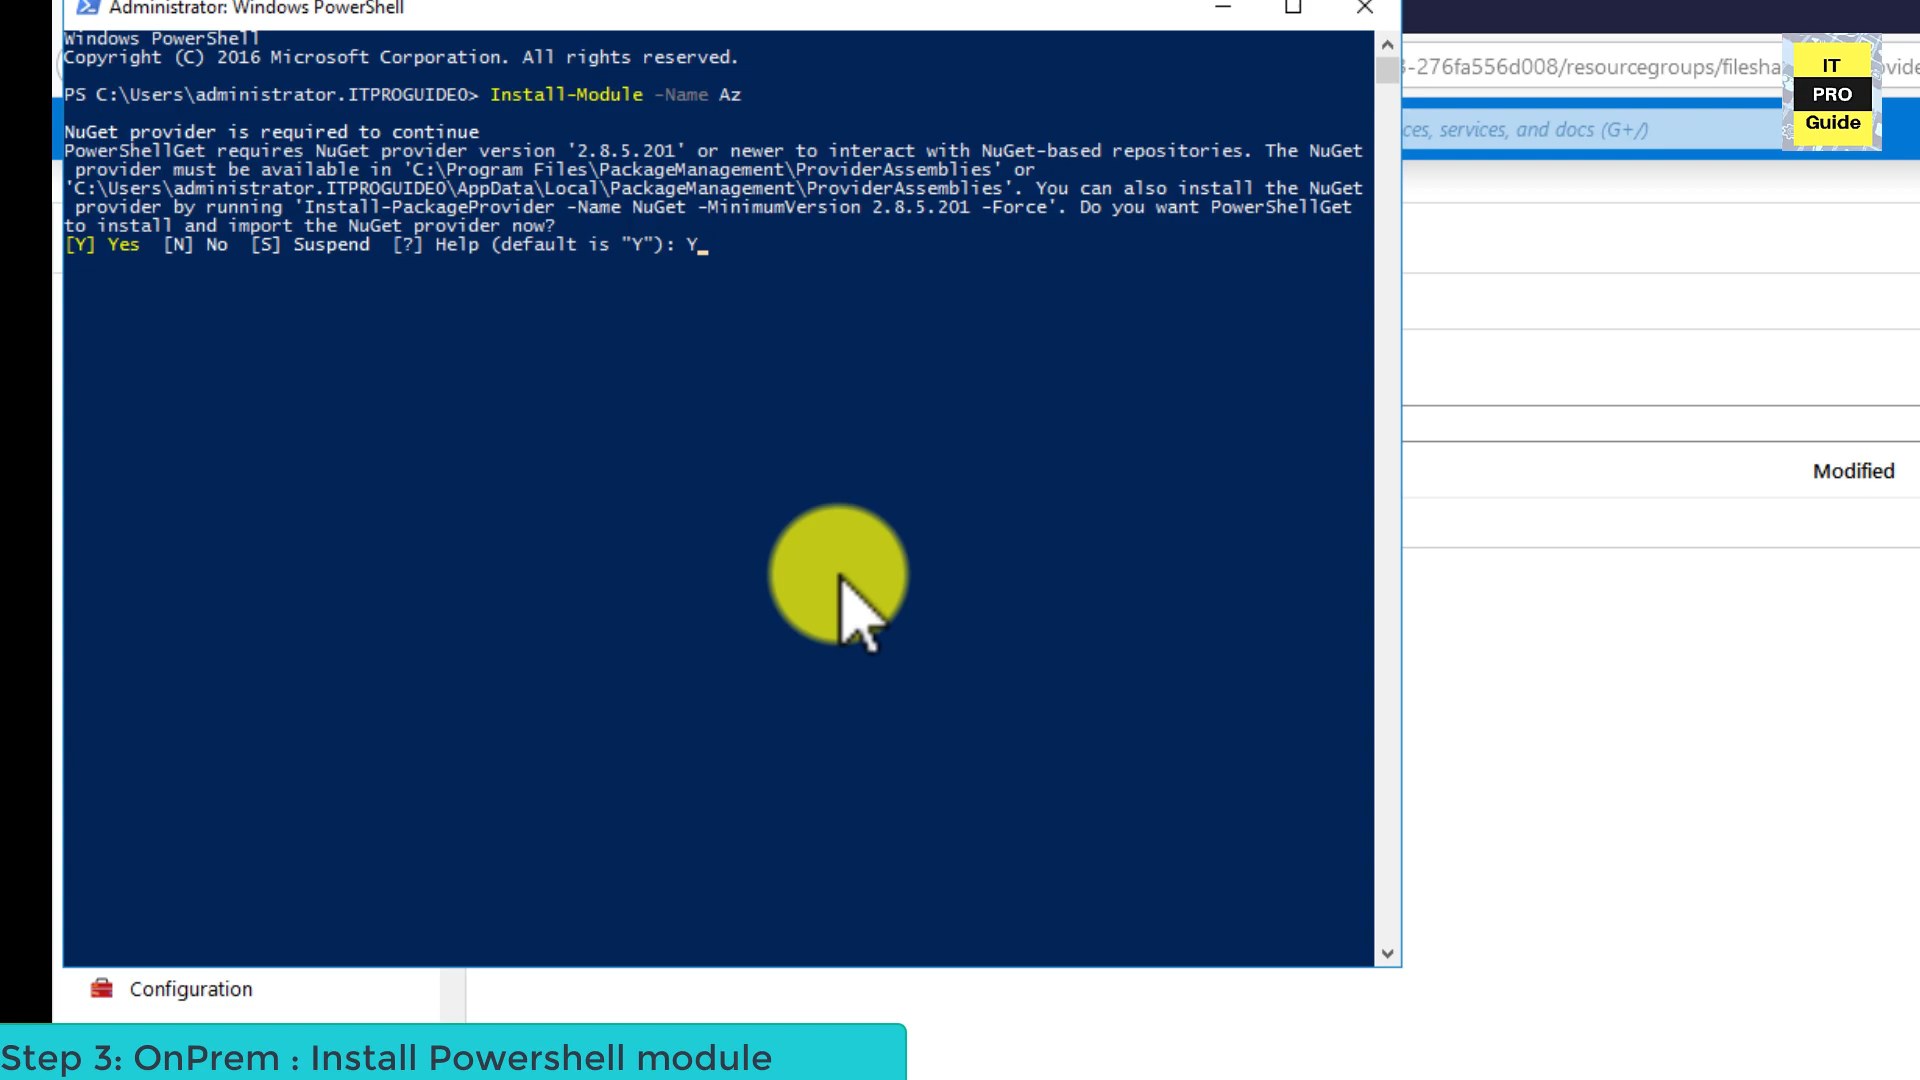 Administrator: Windows PowerShell
Windows PowerShell
Copyright (C) 2016 Microsoft Corporation. All rights reserved.
PS C:\Users\administrator.ITPROGUIDE0> Install-Module -Name Az
NuGet provider is required to continue
PowerShellGet requires NuGet provider version '2.8.5.201' or newer to interact with NuGet-based repositories. The NuGet
provider must be available in 'C:\Program Files\PackageManagement\ProviderAssemblies' or
'C:\Users\administrator.ITPROGUIDE0\AppData\Local\PackageManagement\ProviderAssemblies'. You can also install the NuGet
provider by running 'Install-PackageProvider -Name NuGet -MinimumVersion 2.8.5.201 -Force'. Do you want PowerShellGet
to install and import the NuGet provider now?
[Y] Yes [N] No [S] Suspend [?] Help (default is "Y"): Y
-276fa556d008/resourcegroups/filesha
vide
IT
PRO
Guide
ces, services, and docs (G+/)
Modified
Configuration
Step 3: OnPrem : Install Powershell module